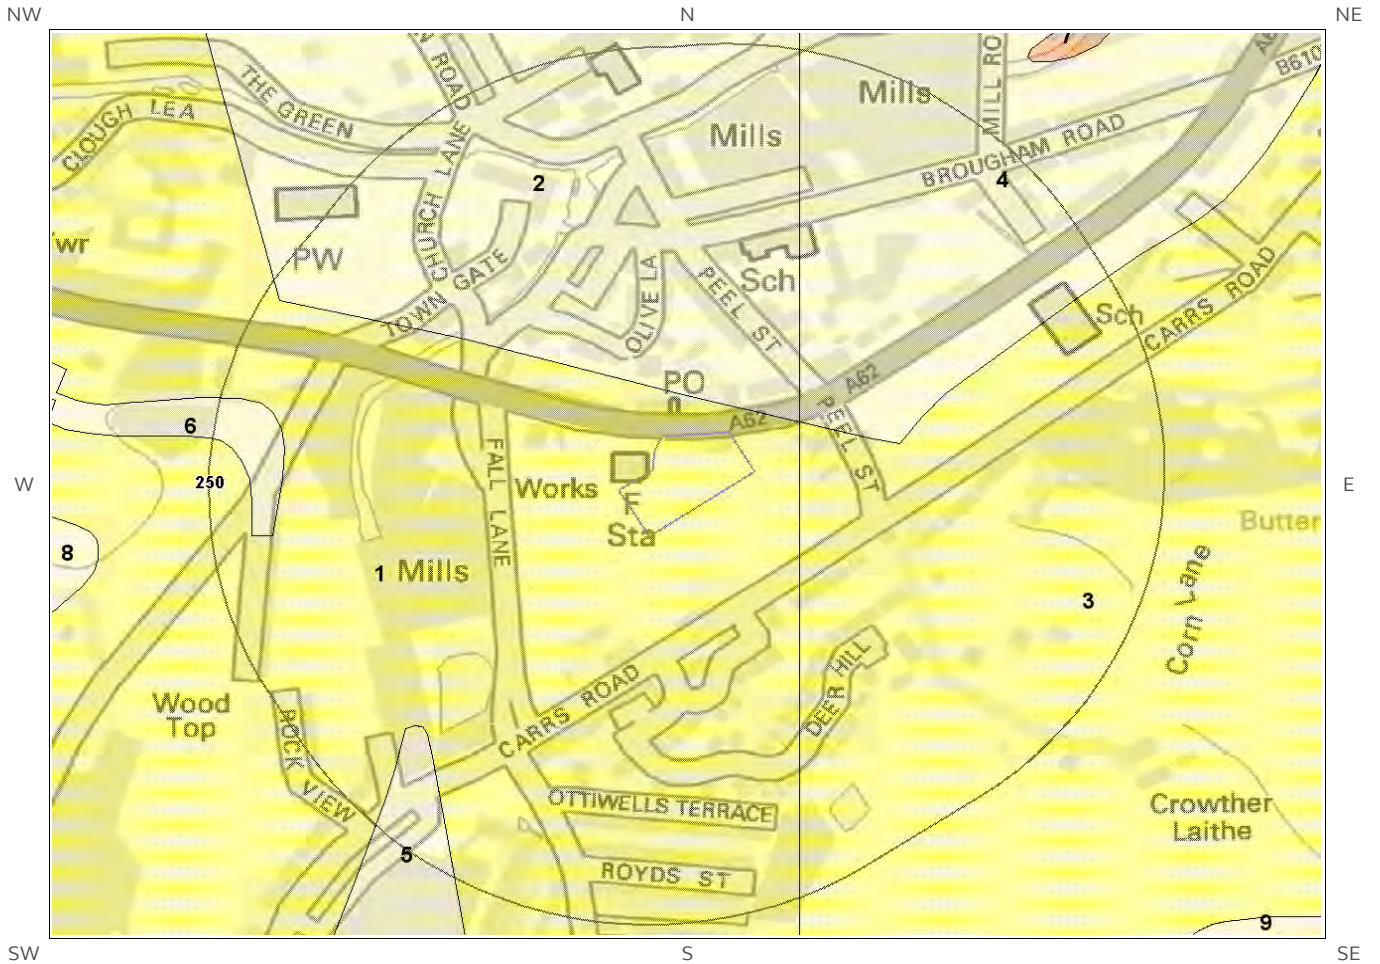 NW
N
NE
7
B610
THE GREEN
ROAD
MILL RO
Mills
CLOUGH LEA
Mills
BROUGHAM ROAD
2
4
CHURCH LANE
PW
TOWN GATE
OLIVE LA
PEEL ST
Sch
Sch
CARRS ROAD
PO
A62
A62
PEEL ST
6
W
250
FALL LANE
Works
F
Sta
E
Butter
8
1
Mills
3
Corn Lane
Wood
Top
ROCK VIEW
CARRS ROAD
DEER HILL
OTTIWELLS TERRACE
Crowther
Laithe
5
ROYDS ST
9
SW
S
SE